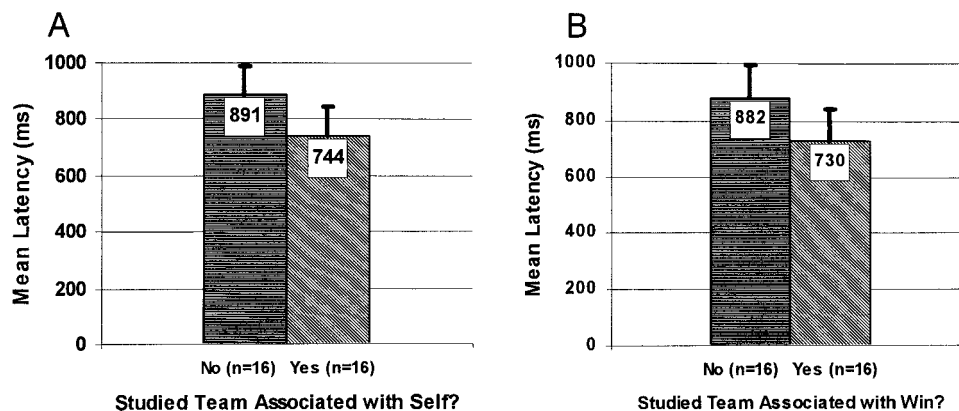 A
1000
800
600
400
200
0
Mean Latency (ms)
891
744
No (n=16) Yes (n=16)
Studied Team Associated with Self?
B
1000
800
600
400
200
0
Mean Latency (ms)
882
730
No (n=16) Yes (n=16)
Studied Team Associated with Win?